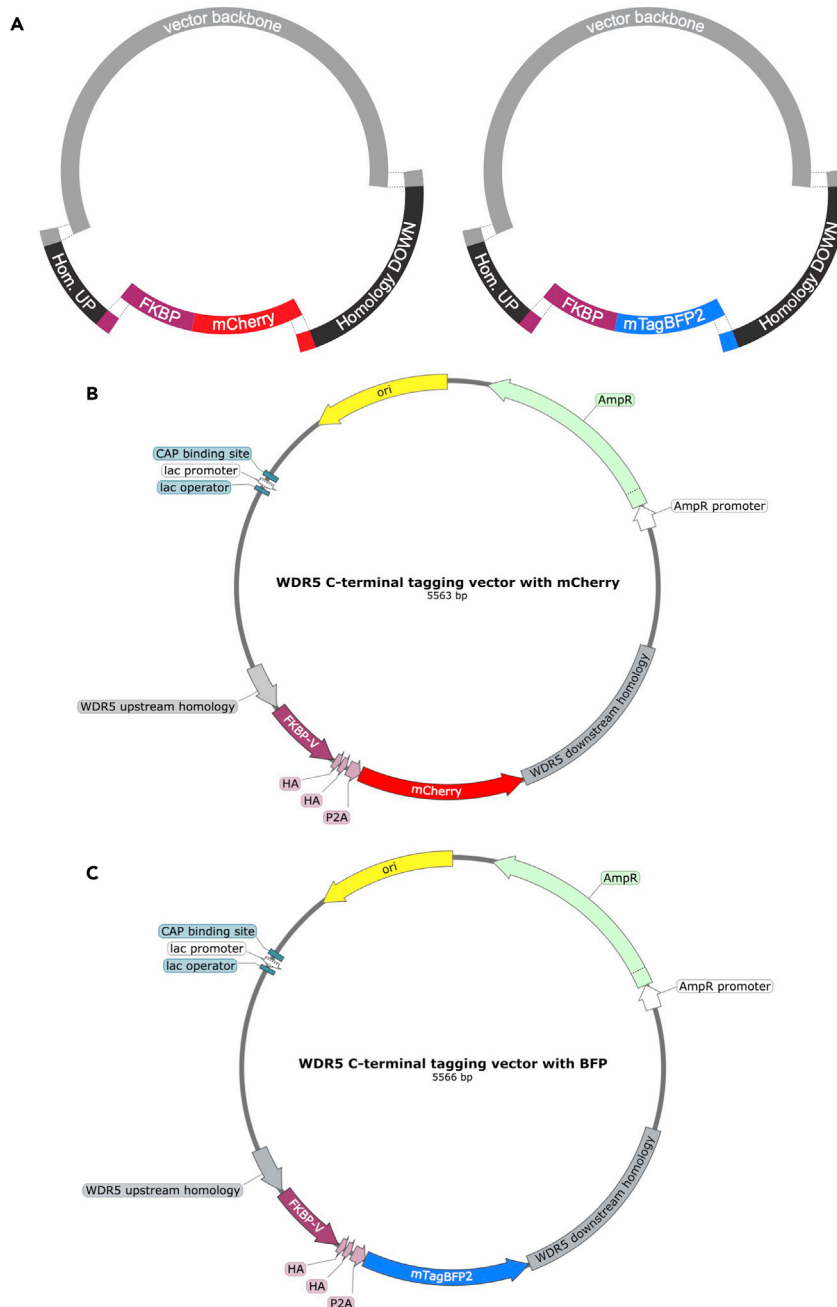 A
vector backbone
Hom. UP
FKBP
mCherry
Homology DOWN
vector backbone
Hom. UP
FKBP
mTagBFP2
Homology DOWN
B
ori
AmpR
CAP binding site
lac promoter
lac operator
AmpR promoter
WDR5 C-terminal tagging vector with mCherry
5563 bp
WDR5 upstream homology
FKBP-V
HA
HA
P2A
mCherry
WDR5 downstream homology
C
ori
AmpR
CAP binding site
lac promoter
lac operator
AmpR promoter
WDR5 C-terminal tagging vector with BFP
5566 bp
WDR5 upstream homology
FKBP-V
HA
HA
P2A
mTagBFP2
WDR5 downstream homology